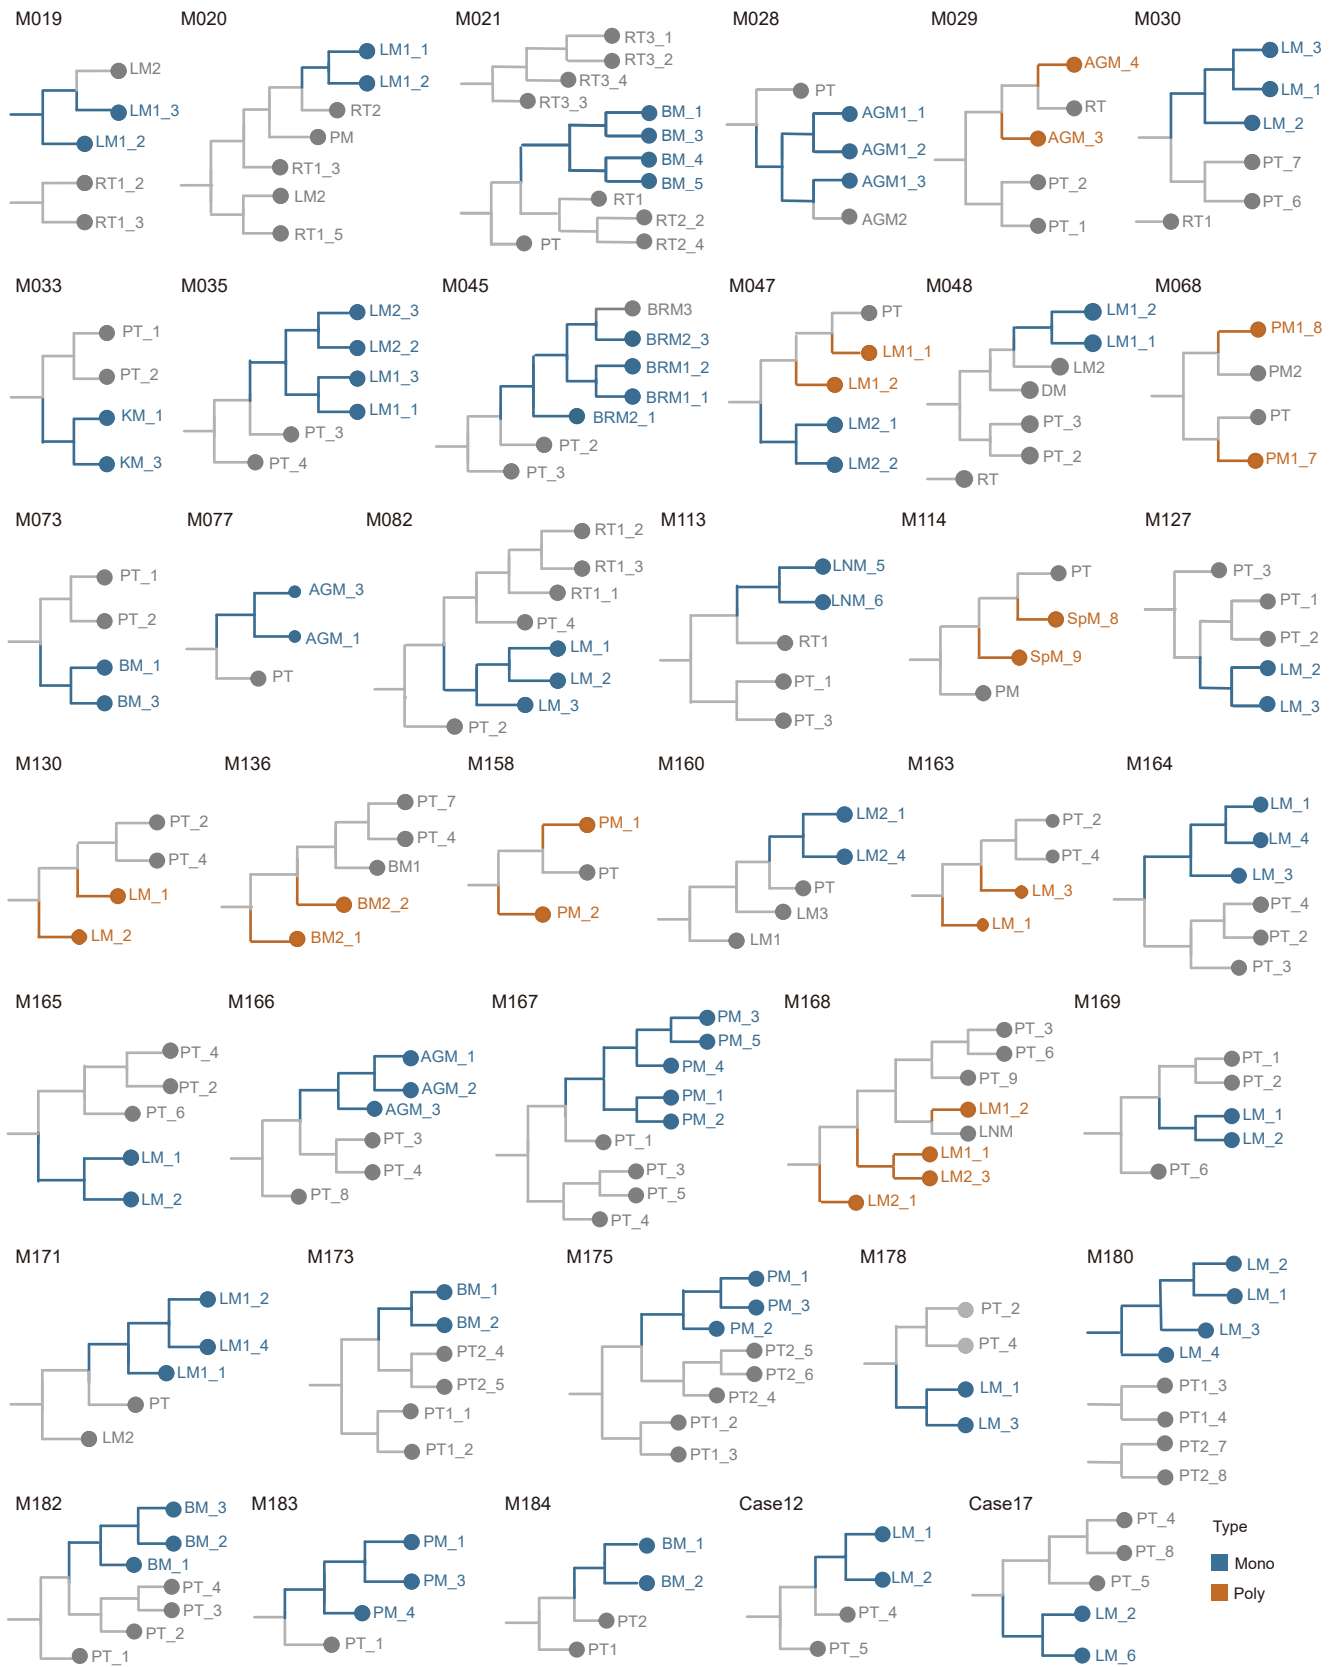 M019
LM2
LM1_3
LM1_2
RT1_2
RT1_3
M020
LM1_1
LM1_2
RT2
PM
RT1_3
LM2
RT1_5
M021
RT3_1
RT3_2
RT3_4
RT3_3
BM_1
BM_3
BM_4
BM_5
RT1
RT2_2
RT2_4
PT
M028
PT
AGM1_1
AGM1_2
AGM1_3
AGM2
M029
AGM_4
RT
AGM_3
PT_2
PT_1
M030
LM_3
LM_1
LM_2
PT_7
PT_6
RT1
M033
PT_1
PT_2
KM_1
KM_3
M035
LM2_3
LM2_2
LM1_3
LM1_1
PT_3
PT_4
M045
BRM3
BRM2_3
BRM1_2
BRM1_1
BRM2_1
PT_2
PT_3
M047
PT
LM1_1
LM1_2
LM2_1
LM2_2
M048
LM1_2
LM1_1
LM2
DM
PT_3
PT_2
RT
M068
PM1_8
PM2
PT
PM1_7
M073
PT_1
PT_2
BM_1
BM_3
M077
AGM_3
AGM_1
PT
M082
RT1_2
RT1_3
RT1_1
PT_4
LM_1
LM_2
LM_3
PT_2
M113
LNM_5
LNM_6
RT1
PT_1
PT_3
M114
PT
SpM_8
SpM_9
PM
M127
PT_3
PT_1
PT_2
LM_2
LM_3
M130
PT_2
PT_4
LM_1
LM_2
M136
PT_7
PT_4
BM1
BM2_2
BM2_1
M158
PM_1
PT
PM_2
M160
LM2_1
LM2_4
PT
LM3
LM1
M163
PT_2
PT_4
LM_3
LM_1
M164
LM_1
LM_4
LM_3
PT_4
PT_2
PT_3
M165
PT_4
PT_2
PT_6
LM_1
LM_2
M166
AGM_1
AGM_2
AGM_3
PT_3
PT_4
PT_8
M167
PM_3
PM_5
PM_4
PM_1
PM_2
PT_1
PT_3
PT_5
PT_4
M168
PT_3
PT_6
PT_9
LM1_2
LNM
LM1_1
LM2_3
LM2_1
M169
PT_1
PT_2
LM_1
LM_2
PT_6
M171
LM1_2
LM1_4
LM1_1
PT
LM2
M173
BM_1
BM_2
PT2_4
PT2_5
PT1_1
PT1_2
M175
PM_1
PM_3
PM_2
PT2_5
PT2_6
PT2_4
PT1_2
PT1_3
M178
PT_2
PT_4
LM_1
LM_3
M180
LM_2
LM_1
LM_3
LM_4
PT1_3
PT1_4
PT2_7
PT2_8
M182
BM_3
BM_2
BM_1
PT_4
PT_3
PT_2
PT_1
M183
PM_1
PM_3
PM_4
PT_1
M184
BM_1
BM_2
PT2
PT1
Case12
LM_1
LM_2
PT_4
PT_5
Case17
PT_4
PT_8
PT_5
LM_2
LM_6
Type
Mono
Poly